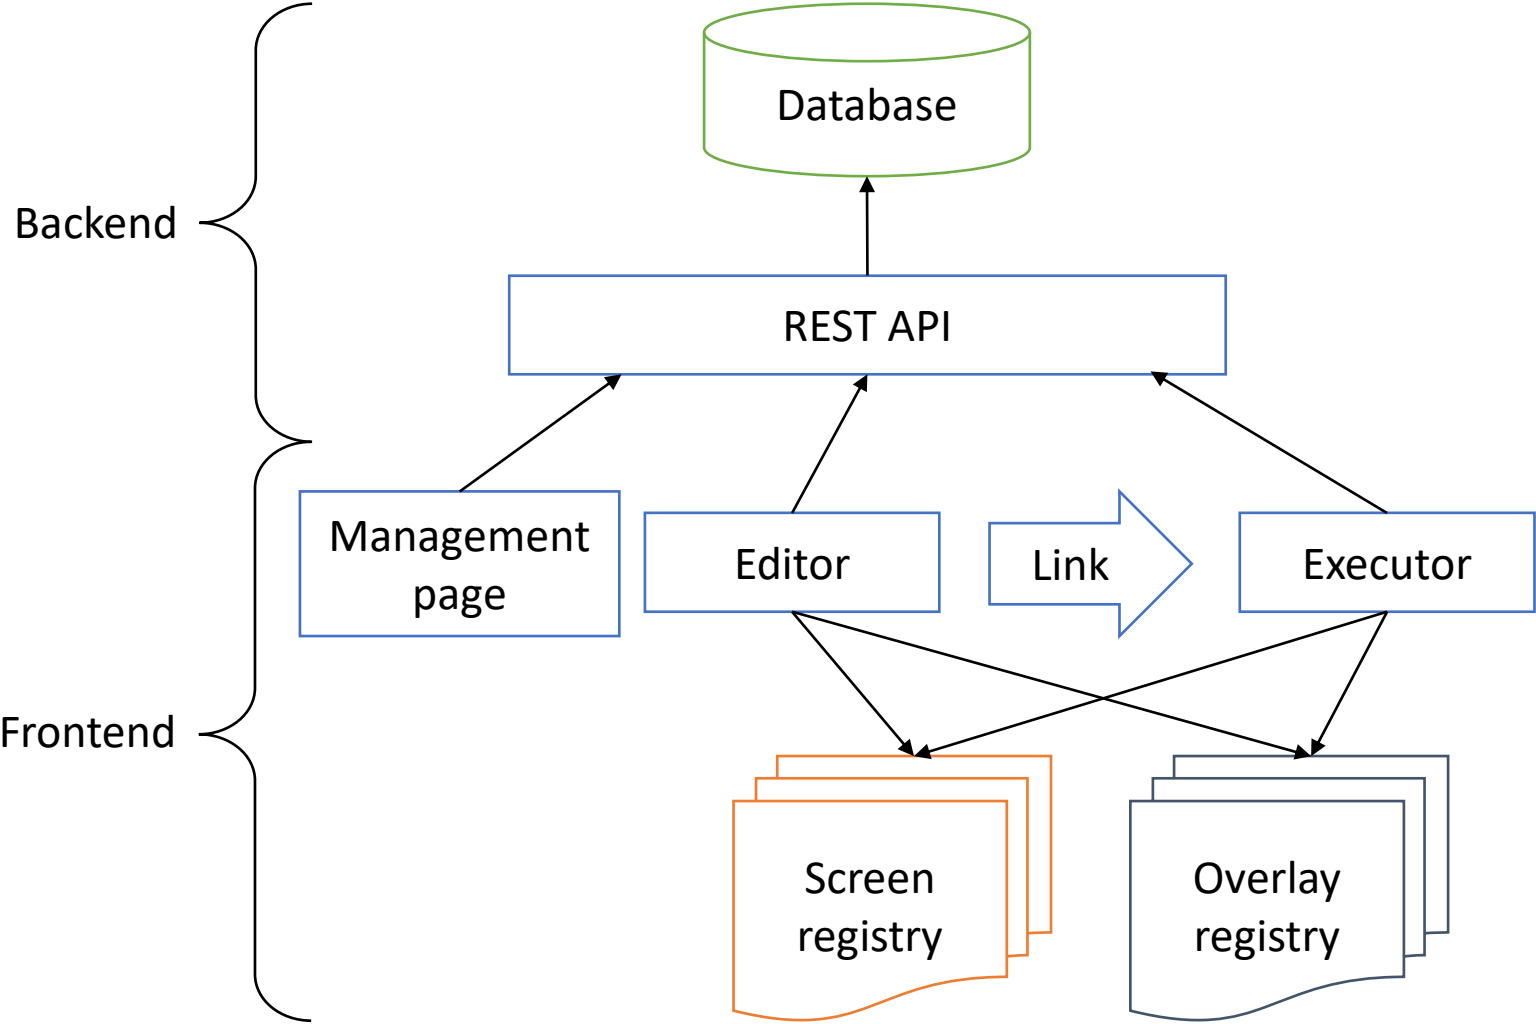 Database
Backend
REST API
Management
page
Editor
Link
Executor
Frontend
Screen
registry
Overlay
registry